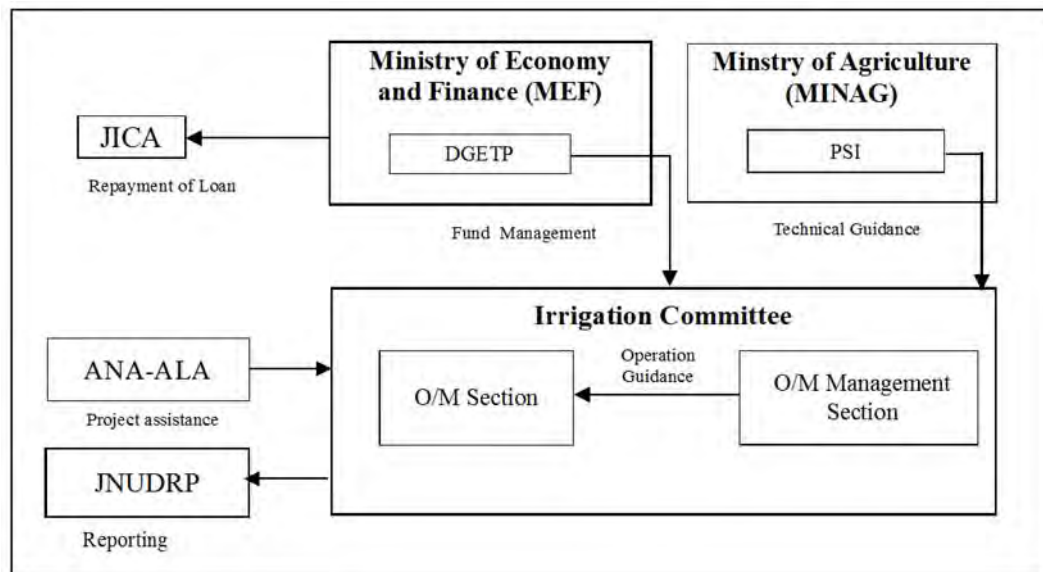 Ministry of Economy
and Finance (MEF)
DGETP
Minstry of Agriculture
(MINAG)
PSI
JICA
Repayment of Loan
Fund Management
Technical Guidance
Irrigation Committee
ANA-ALA
Project assistance
O/M Section
Operation
Guidance
O/M Management
Section
JNUDRP
Reporting